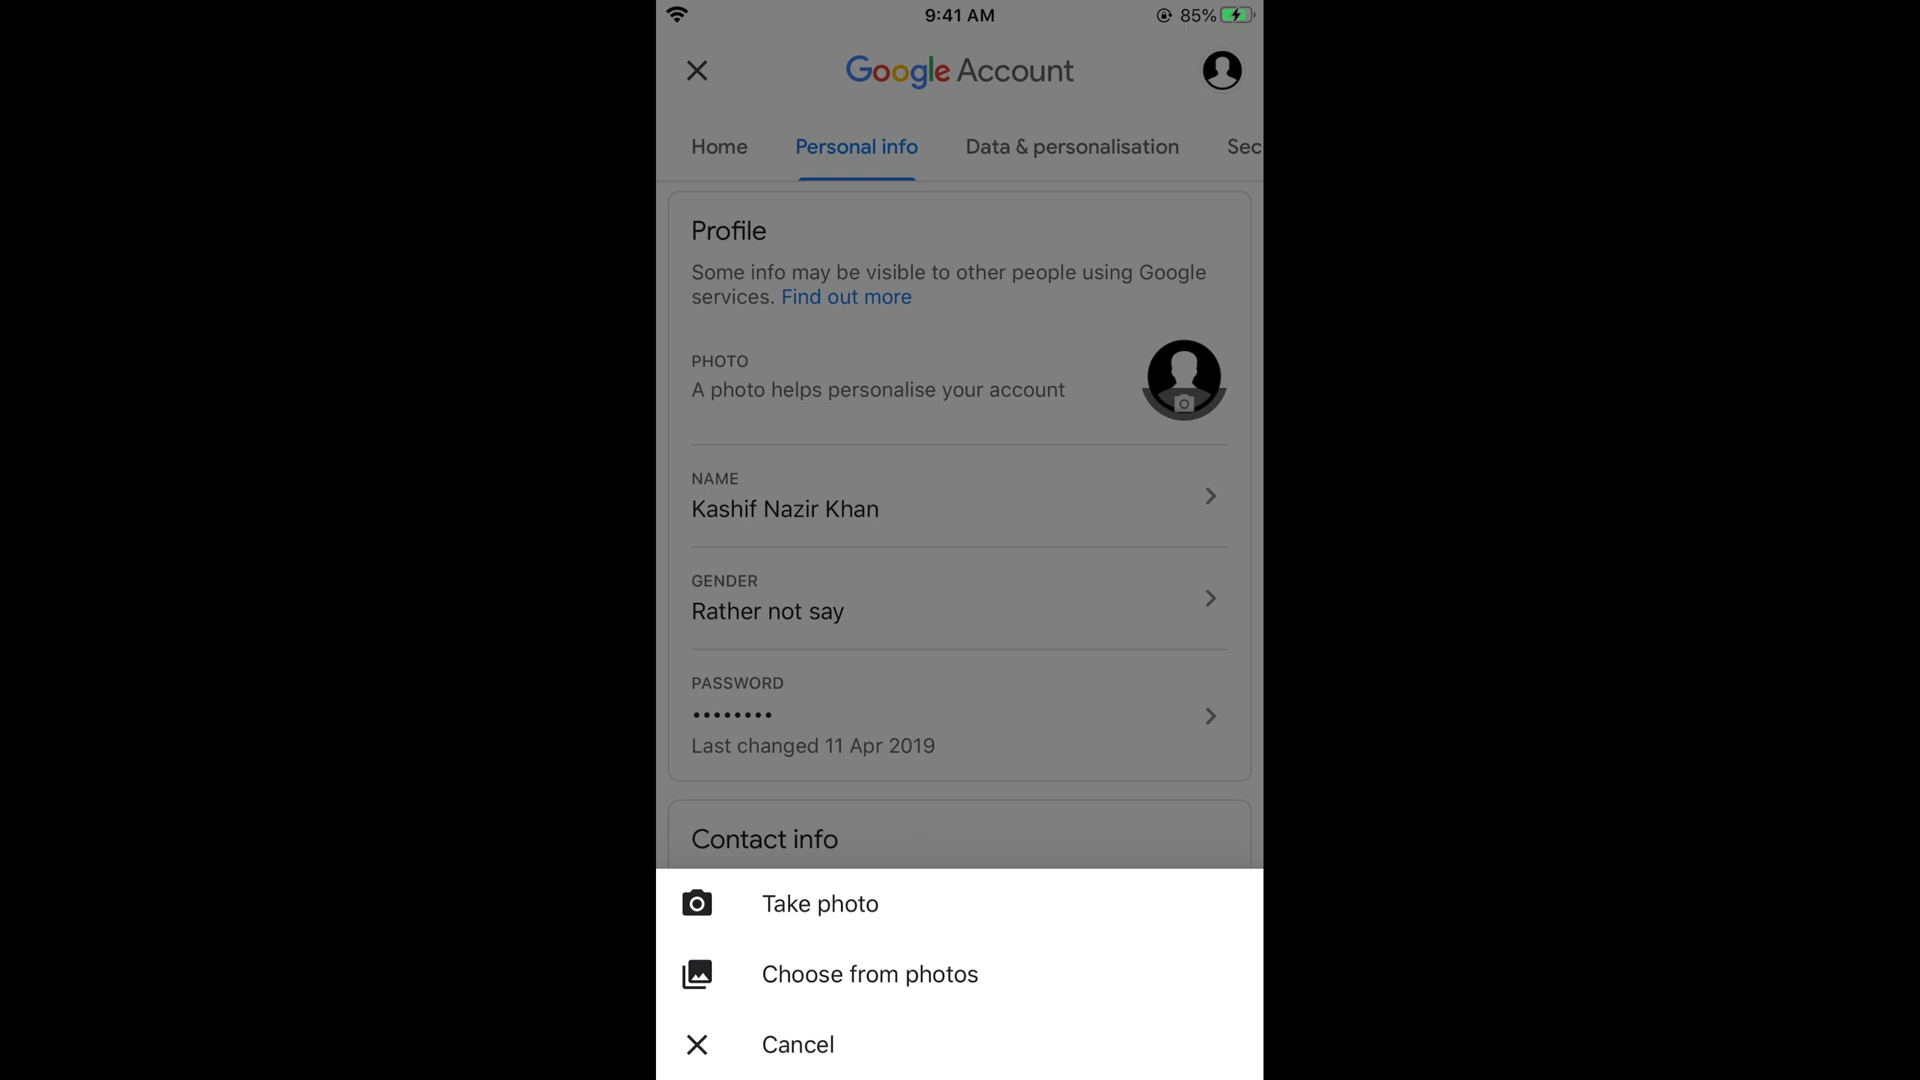 9:41 AM
85%
Google Account
Home
Personal info
Data & personalisation
Sec
Profile
Some info may be visible to other people using Google
services. Find out more
PHOTO
A photo helps personalise your account
NAME
Kashif Nazir Khan
GENDER
Rather not say
PASSWORD
••••••••
Last changed 11 Apr 2019
Contact info
Take photo
Choose from photos
Cancel